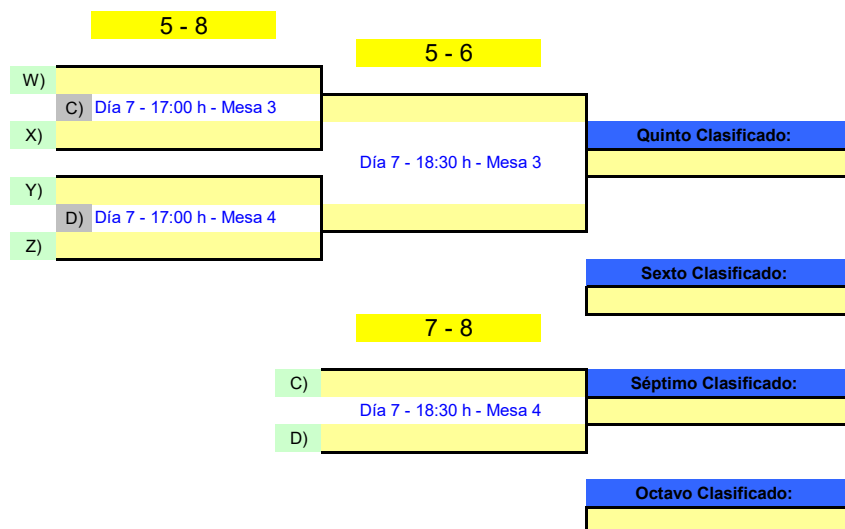 5 - 8
5 - 6
W)
C) Día 7 - 17:00 h - Mesa 3
X)
Quinto Clasificado:
Día 7 - 18:30 h - Mesa 3
Y)
D) Día 7 - 17:00 h - Mesa 4
Z)
Sexto Clasificado:
7 - 8
C)
Séptimo Clasificado:
Día 7 - 18:30 h - Mesa 4
D)
Octavo Clasificado: